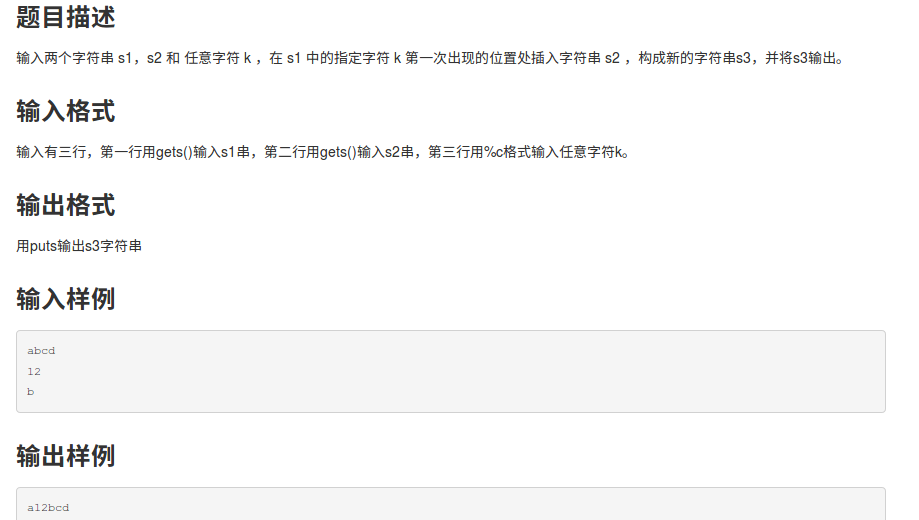 题目描述
输入两个字符串 s1，s2 和 任意字符 k ，在 s1 中的指定字符 k 第一次出现的位置处插入字符串 s2 ，构成新的字符串s3，并将s3输出。
输入格式
输入有三行，第一行用gets()输入s1串，第二行用gets()输入s2串，第三行用%c格式输入任意字符k。
输出格式
用puts输出s3字符串
输入样例
abcd
12
b
输出样例
a12bcd